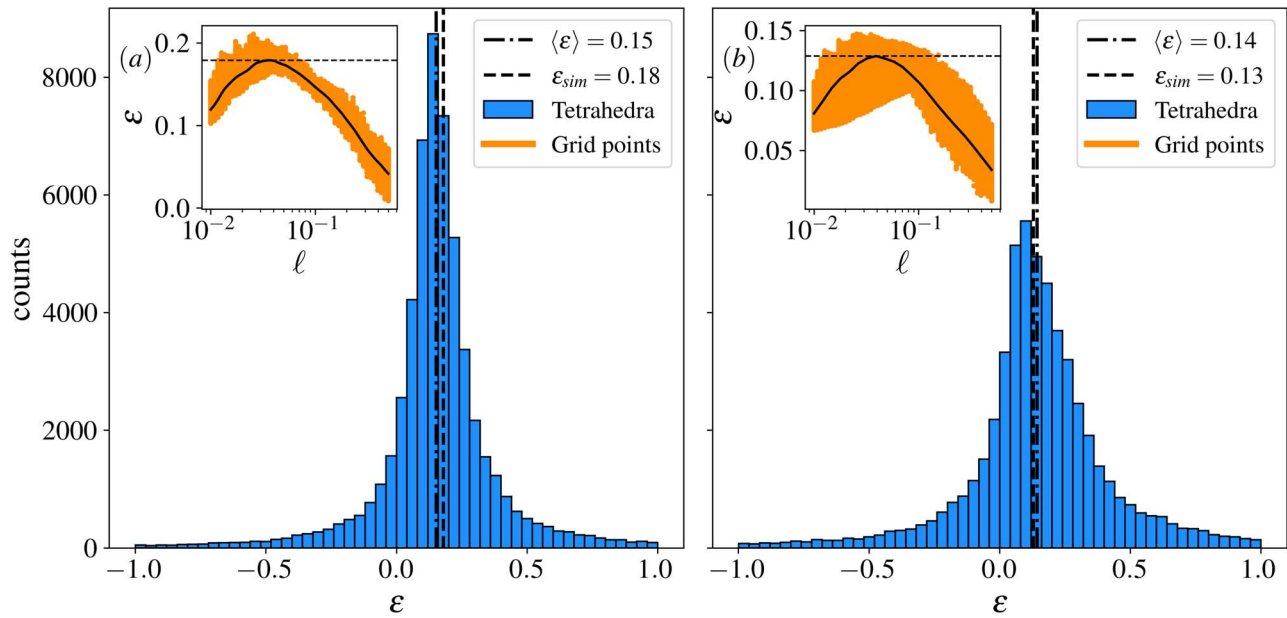 counts
8000
6000
4000
2000
0
(a)
ε
0.2
0.1
0.0
10⁻²
10⁻¹
ℓ
⟨ε⟩ = 0.15
ε_sim = 0.18
Tetrahedra
Grid points
−1.0 −0.5 0.0 0.5 1.0
ε
(b)
ε
0.15
0.10
0.05
10⁻²
10⁻¹
ℓ
⟨ε⟩ = 0.14
ε_sim = 0.13
Tetrahedra
Grid points
−1.0 −0.5 0.0 0.5 1.0
ε